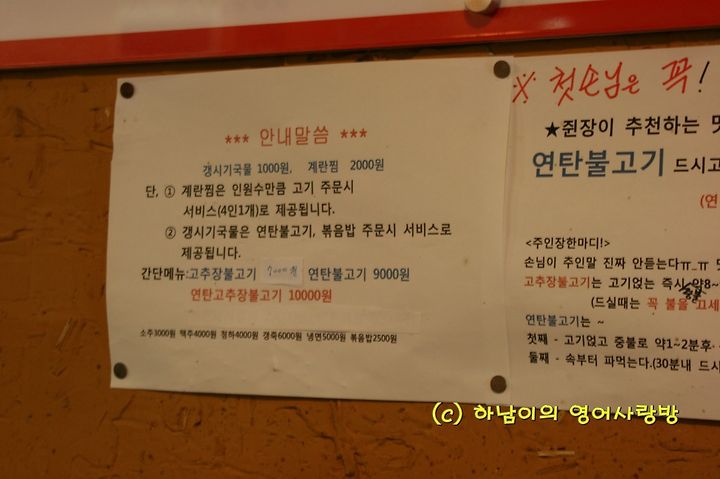 *** 안내말씀 ***
갱시기국물 1000원, 계란찜 2000원
단, ① 계란찜은 인원수만큼 고기 주문시
서비스(4인1개)로 제공됩니다.
② 갱시기국물은 연탄불고기, 볶음밥 주문시 서비스로
제공됩니다.
간단메뉴:고추장불고기 7000원 연탄불고기 9000원
연탄고추장불고기 10000원
소주3000원 맥주4000원 청하4000원 갱죽6000원 냉면5000원 볶음밥2500원
※ 첫손님은 꼭!
★쥔장이 추천하는
연탄불고기 드시고
(연
<주인장한마디!>
손님이 주인말 진짜 안듣는다ㅠ_ㅠ
고추장불고기는 고기얹는 즉시 약8~
(드실때는 꼭 불을 끄세
연탄불고기는 ~
첫째 - 고기얹고 중불로 약1~2분후
둘째 - 속부터 파먹는다.(30분내 드시
(c) 하남이의 영어사랑방